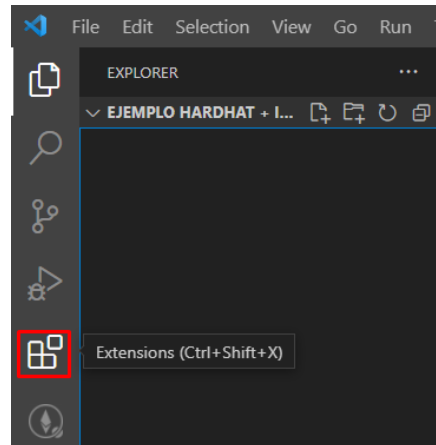 File Edit Selection View Go Run
EXPLORER ...
EJEMPLO HARDHAT + I...
Extensions (Ctrl+Shift+X)